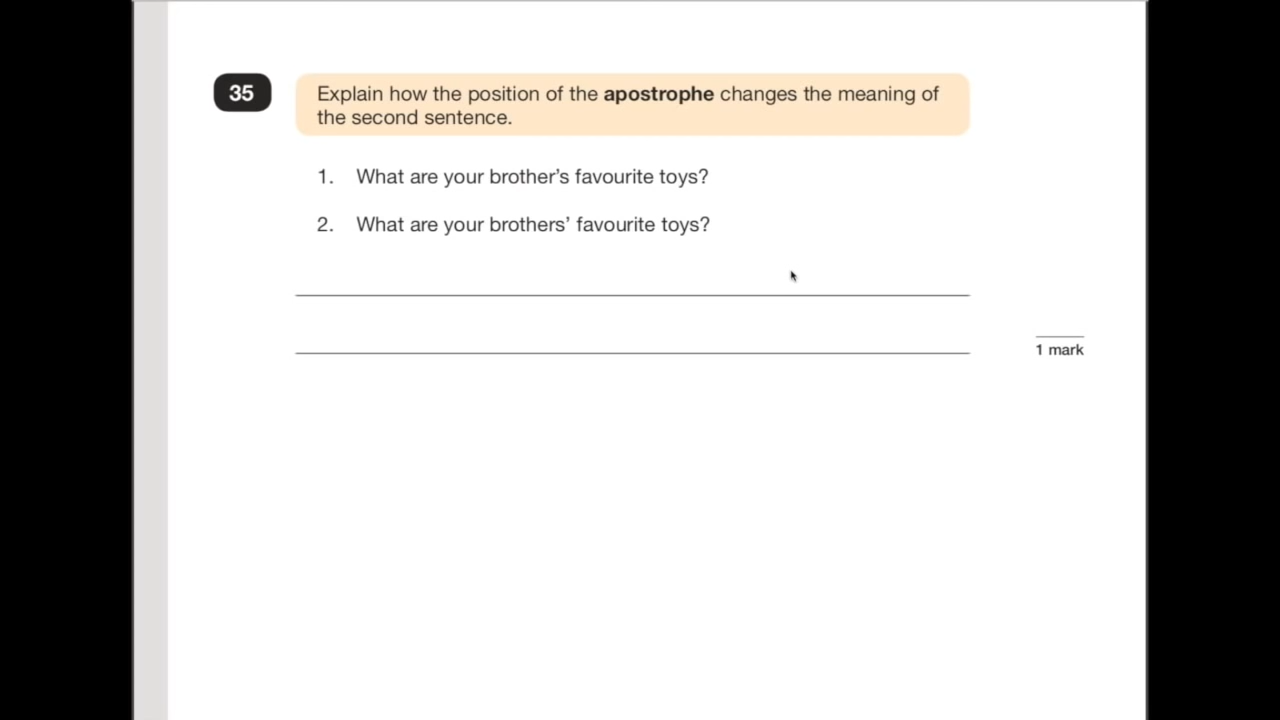 35
Explain how the position of the apostrophe changes the meaning of
the second sentence.
1. What are your brother’s favourite toys?
2. What are your brothers’ favourite toys?
1 mark